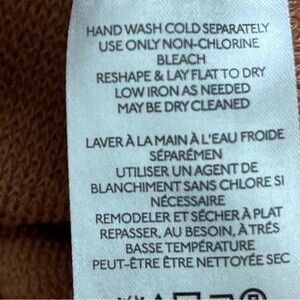 HAND WASH COLD SEPARATELY
USE ONLY NON-CHLORINE
BLEACH
RESHAPE & LAY FLAT TO DRY
LOW IRON AS NEEDED
MAY BE DRY CLEANED
LAVER À LA MAIN À L'EAU FROIDE
SÉPARÉMEN
UTILISER UN AGENT DE
BLANCHIMENT SANS CHLORE SI
NÉCESSAIRE
REMODELER ET SÉCHER À PLAT
REPASSER, AU BESOIN, À TRÉS
BASSE TEMPÉRATURE
PEUT-ÊTRE ÊTRE NETTOYÉE SEC